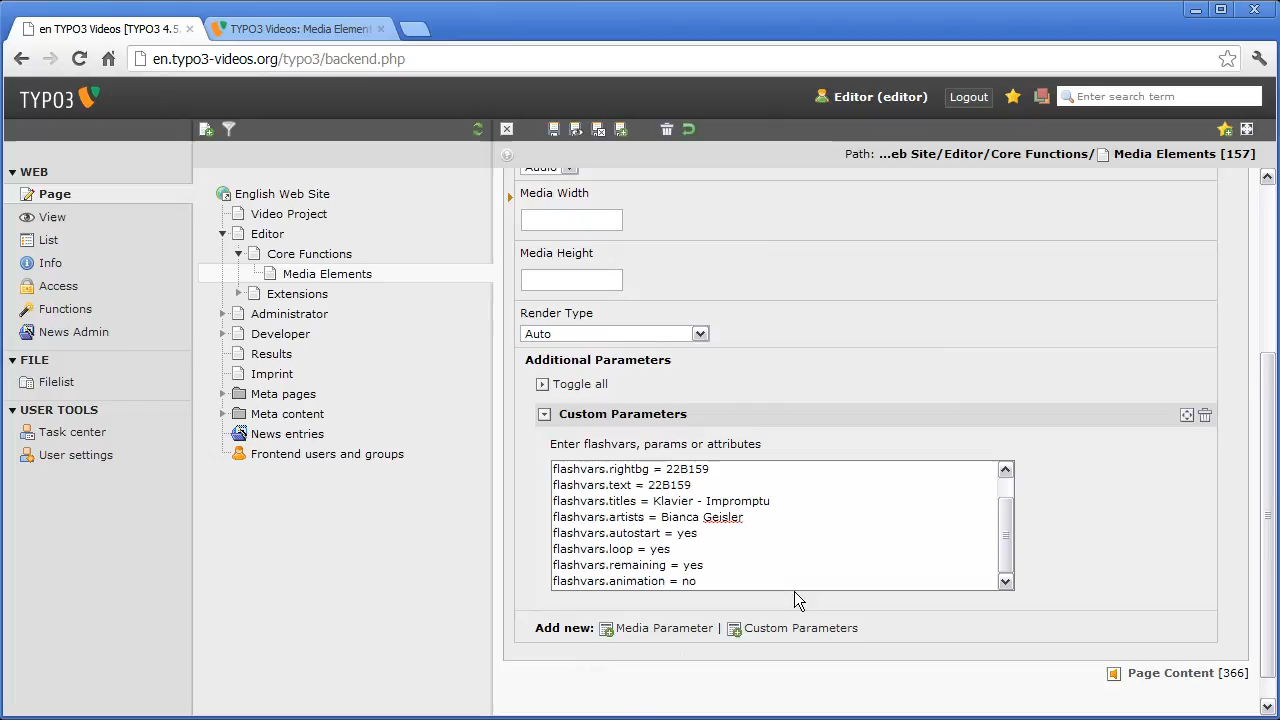 en TYPO3 Videos [TYPO3 4.5.
TYPO3 Videos: Media Element
en.typo3-videos.org/typo3/backend.php
TYPO3
Editor (editor)
Logout
Enter search term
Path: ...eb Site/Editor/Core Functions/ Media Elements [157]
WEB
Page
View
List
Info
Access
Functions
News Admin
FILE
Filelist
USER TOOLS
Task center
User settings
English Web Site
Video Project
Editor
Core Functions
Media Elements
Extensions
Administrator
Developer
Results
Imprint
Meta pages
Meta content
News entries
Frontend users and groups
Audio
Media Width
Media Height
Render Type
Auto
Additional Parameters
Toggle all
Custom Parameters
Enter flashvars, params or attributes
flashvars.rightbg = 22B159
flashvars.text = 22B159
flashvars.titles = Klavier - Impromptu
flashvars.artists = Bianca Geisler
flashvars.autostart = yes
flashvars.loop = yes
flashvars.remaining = yes
flashvars.animation = no
Add new: Media Parameter | Custom Parameters
Page Content [366]